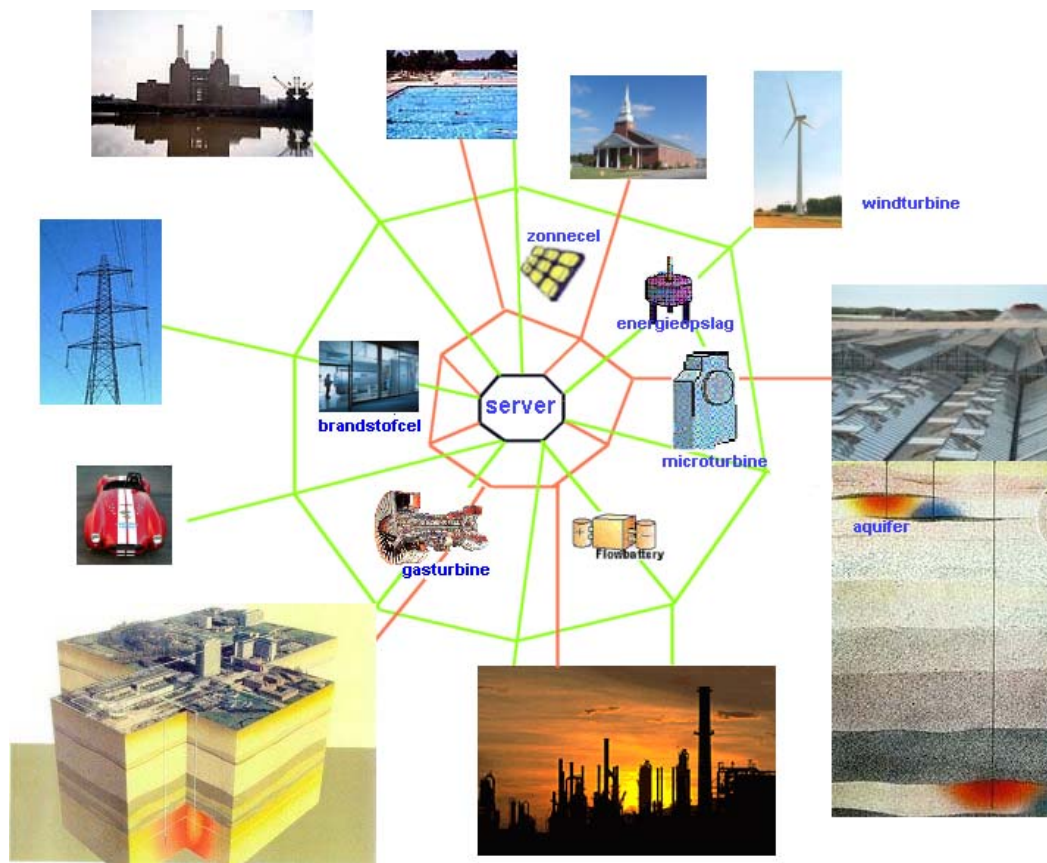 windturbine
zonnecel
energieopslag
server
brandstofcel
microturbine
aquifer
Flowbattery
gasturbine